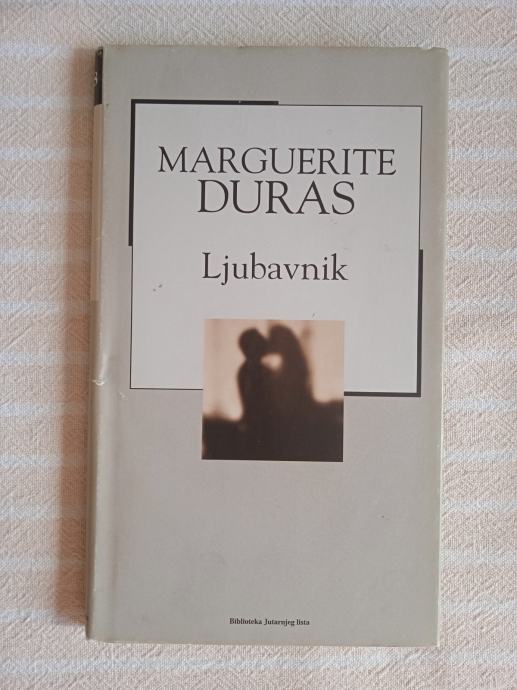 MARGUERITE
DURAS
Ljubavnik
Biblioteka Jutarnjeg lista